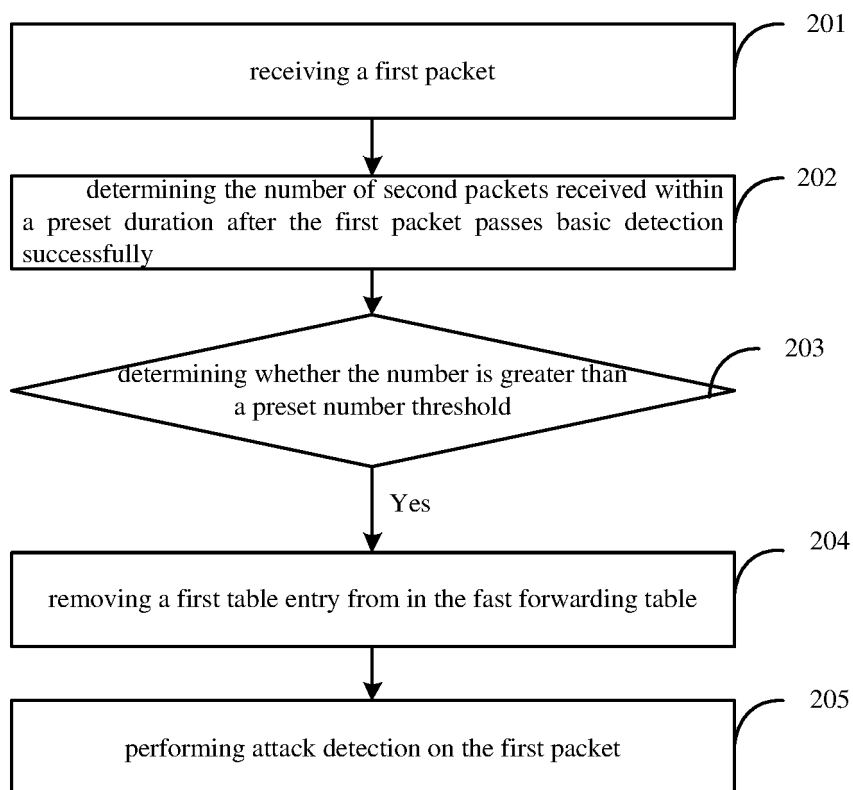 201
receiving a first packet
202
determining the number of second packets received within
a preset duration after the first packet passes basic detection
successfully
203
determining whether the number is greater than
a preset number threshold
Yes
204
removing a first table entry from in the fast forwarding table
205
performing attack detection on the first packet